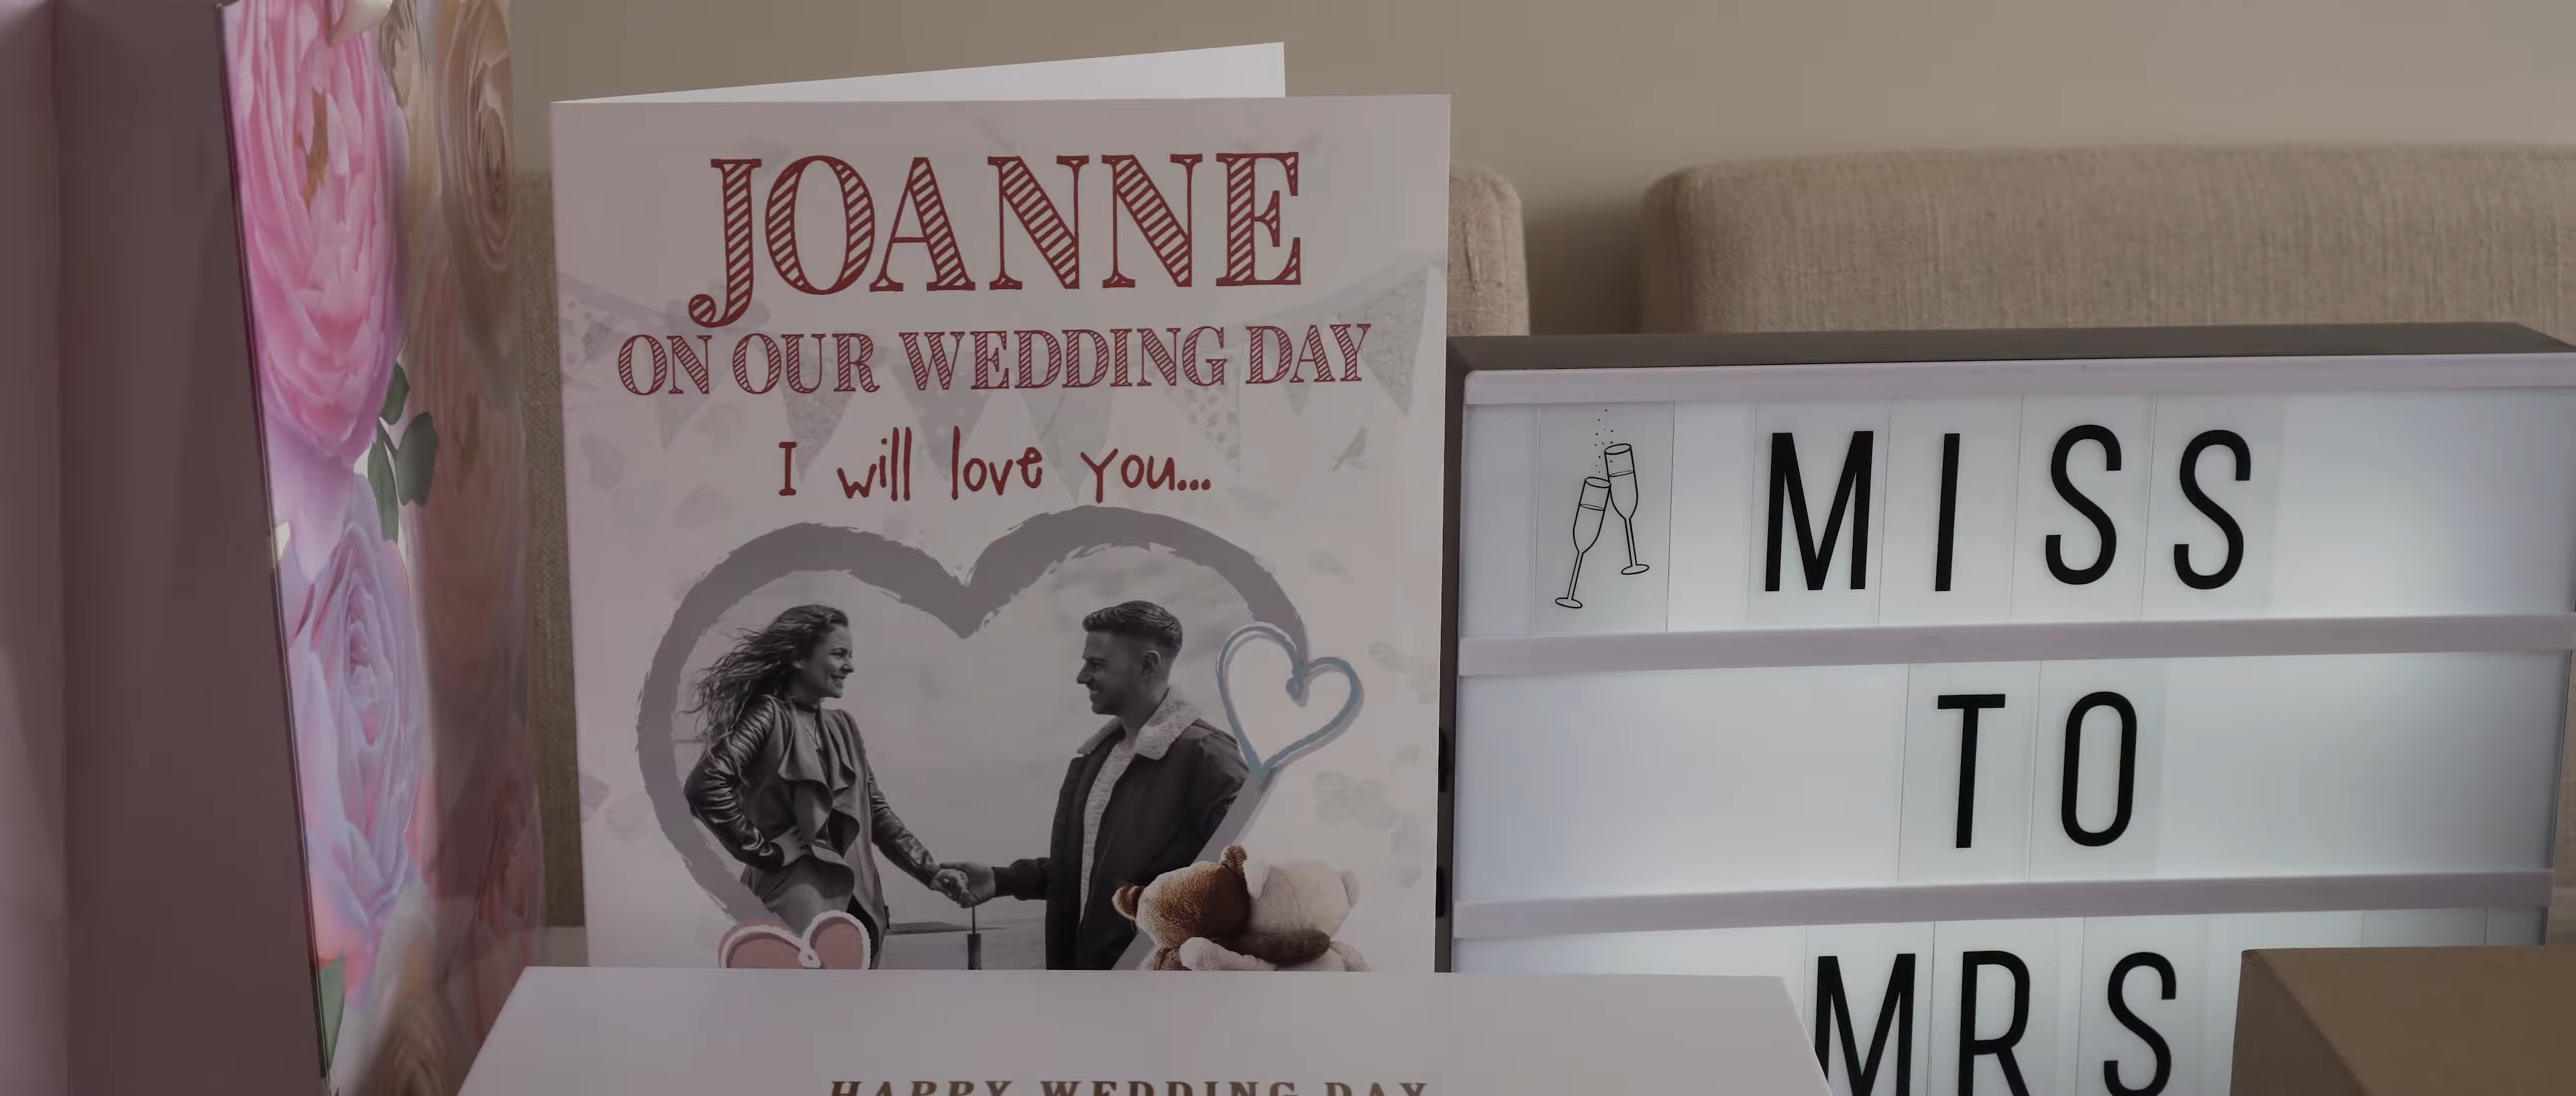 JOANNE
ON OUR WEDDING DAY
I will love you...
HAPPY WEDDING DAY
MISS
TO
MRS